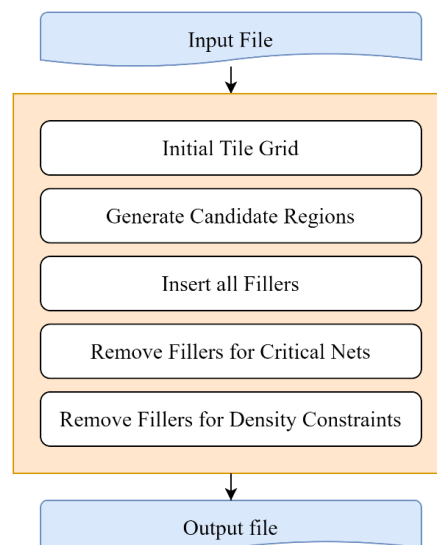 Input File
Initial Tile Grid
Generate Candidate Regions
Insert all Fillers
Remove Fillers for Critical Nets
Remove Fillers for Density Constraints
Output file